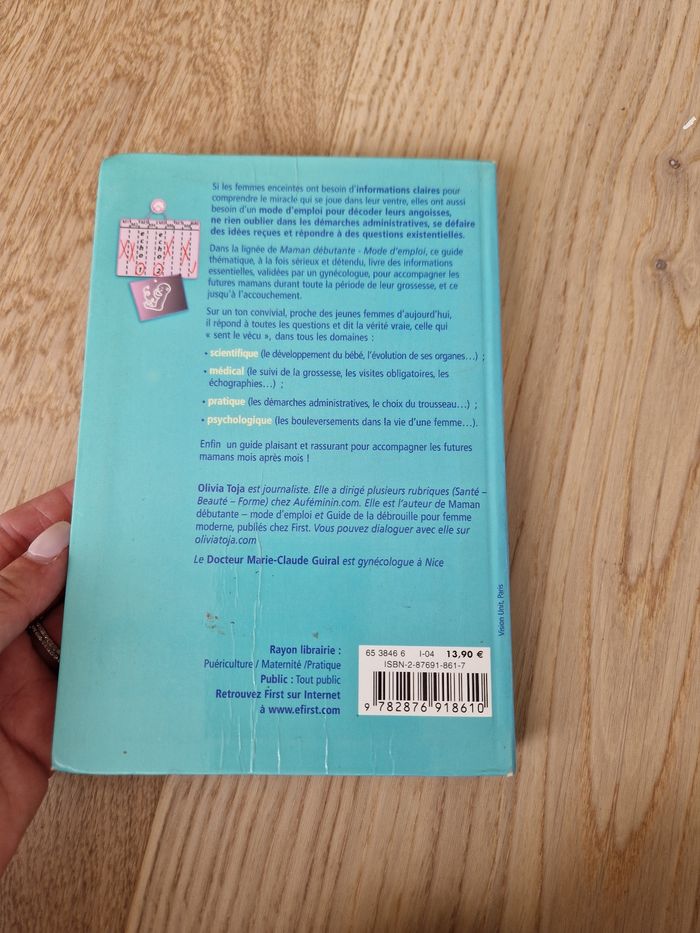 Si les femmes enceintes ont besoin d'informations claires pour
comprendre le miracle qui se joue dans leur ventre, elles ont aussi
besoin d'un mode d'emploi pour décoder leurs angoisses,
ne rien oublier dans les démarches administratives, se défaire
des idées reçues et répondre à des questions existentielles.
Dans la lignée de Maman débutante - Mode d'emploi, ce guide
thématique, à la fois sérieux et détendu, livre des informations
essentielles, validées par un gynécologue, pour accompagner les
futures mamans durant toute la période de leur grossesse, et ce
jusqu'à l'accouchement.
Sur un ton convivial, proche des jeunes femmes d'aujourd'hui,
il répond à toutes les questions et dit la vérité vraie, celle qui
« sent le vécu », dans tous les domaines :
• scientifique (le développement du bébé, l'évolution de ses organes...) ;
• médical (le suivi de la grossesse, les visites obligatoires, les
échographies...) ;
• pratique (les démarches administratives, le choix du trousseau...) ;
• psychologique (les bouleversements dans la vie d'une femme...).
Enfin un guide plaisant et rassurant pour accompagner les futures
mamans mois après mois !
Olivia Toja est journaliste. Elle a dirigé plusieurs rubriques (Santé –
Beauté – Forme) chez Auféminin.com. Elle est l'auteur de Maman
débutante – mode d'emploi et Guide de la débrouille pour femme
moderne, publiés chez First. Vous pouvez dialoguer avec elle sur
oliviatoja.com
Le Docteur Marie-Claude Guiral est gynécologue à Nice
Vision Unit, Paris
Rayon librairie :
Puériculture / Maternité /Pratique
Public : Tout public
Retrouvez First sur Internet
à www.efirst.com
65 3846 6 I-04 13,90 €
ISBN-2-87691-861-7
9 782876 918610
echo
echo